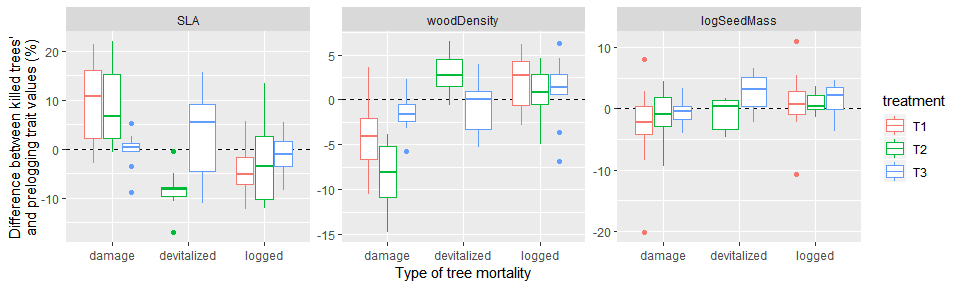 SLA
woodDensity
logSeedMass
Difference between killed trees'
and prelogging trait values (%)
20
10
0
-10
5
0
-5
-10
-15
10
0
-10
-20
damage
devitalized
logged
damage
devitalized
logged
damage
devitalized
logged
Type of tree mortality
treatment
T1
T2
T3